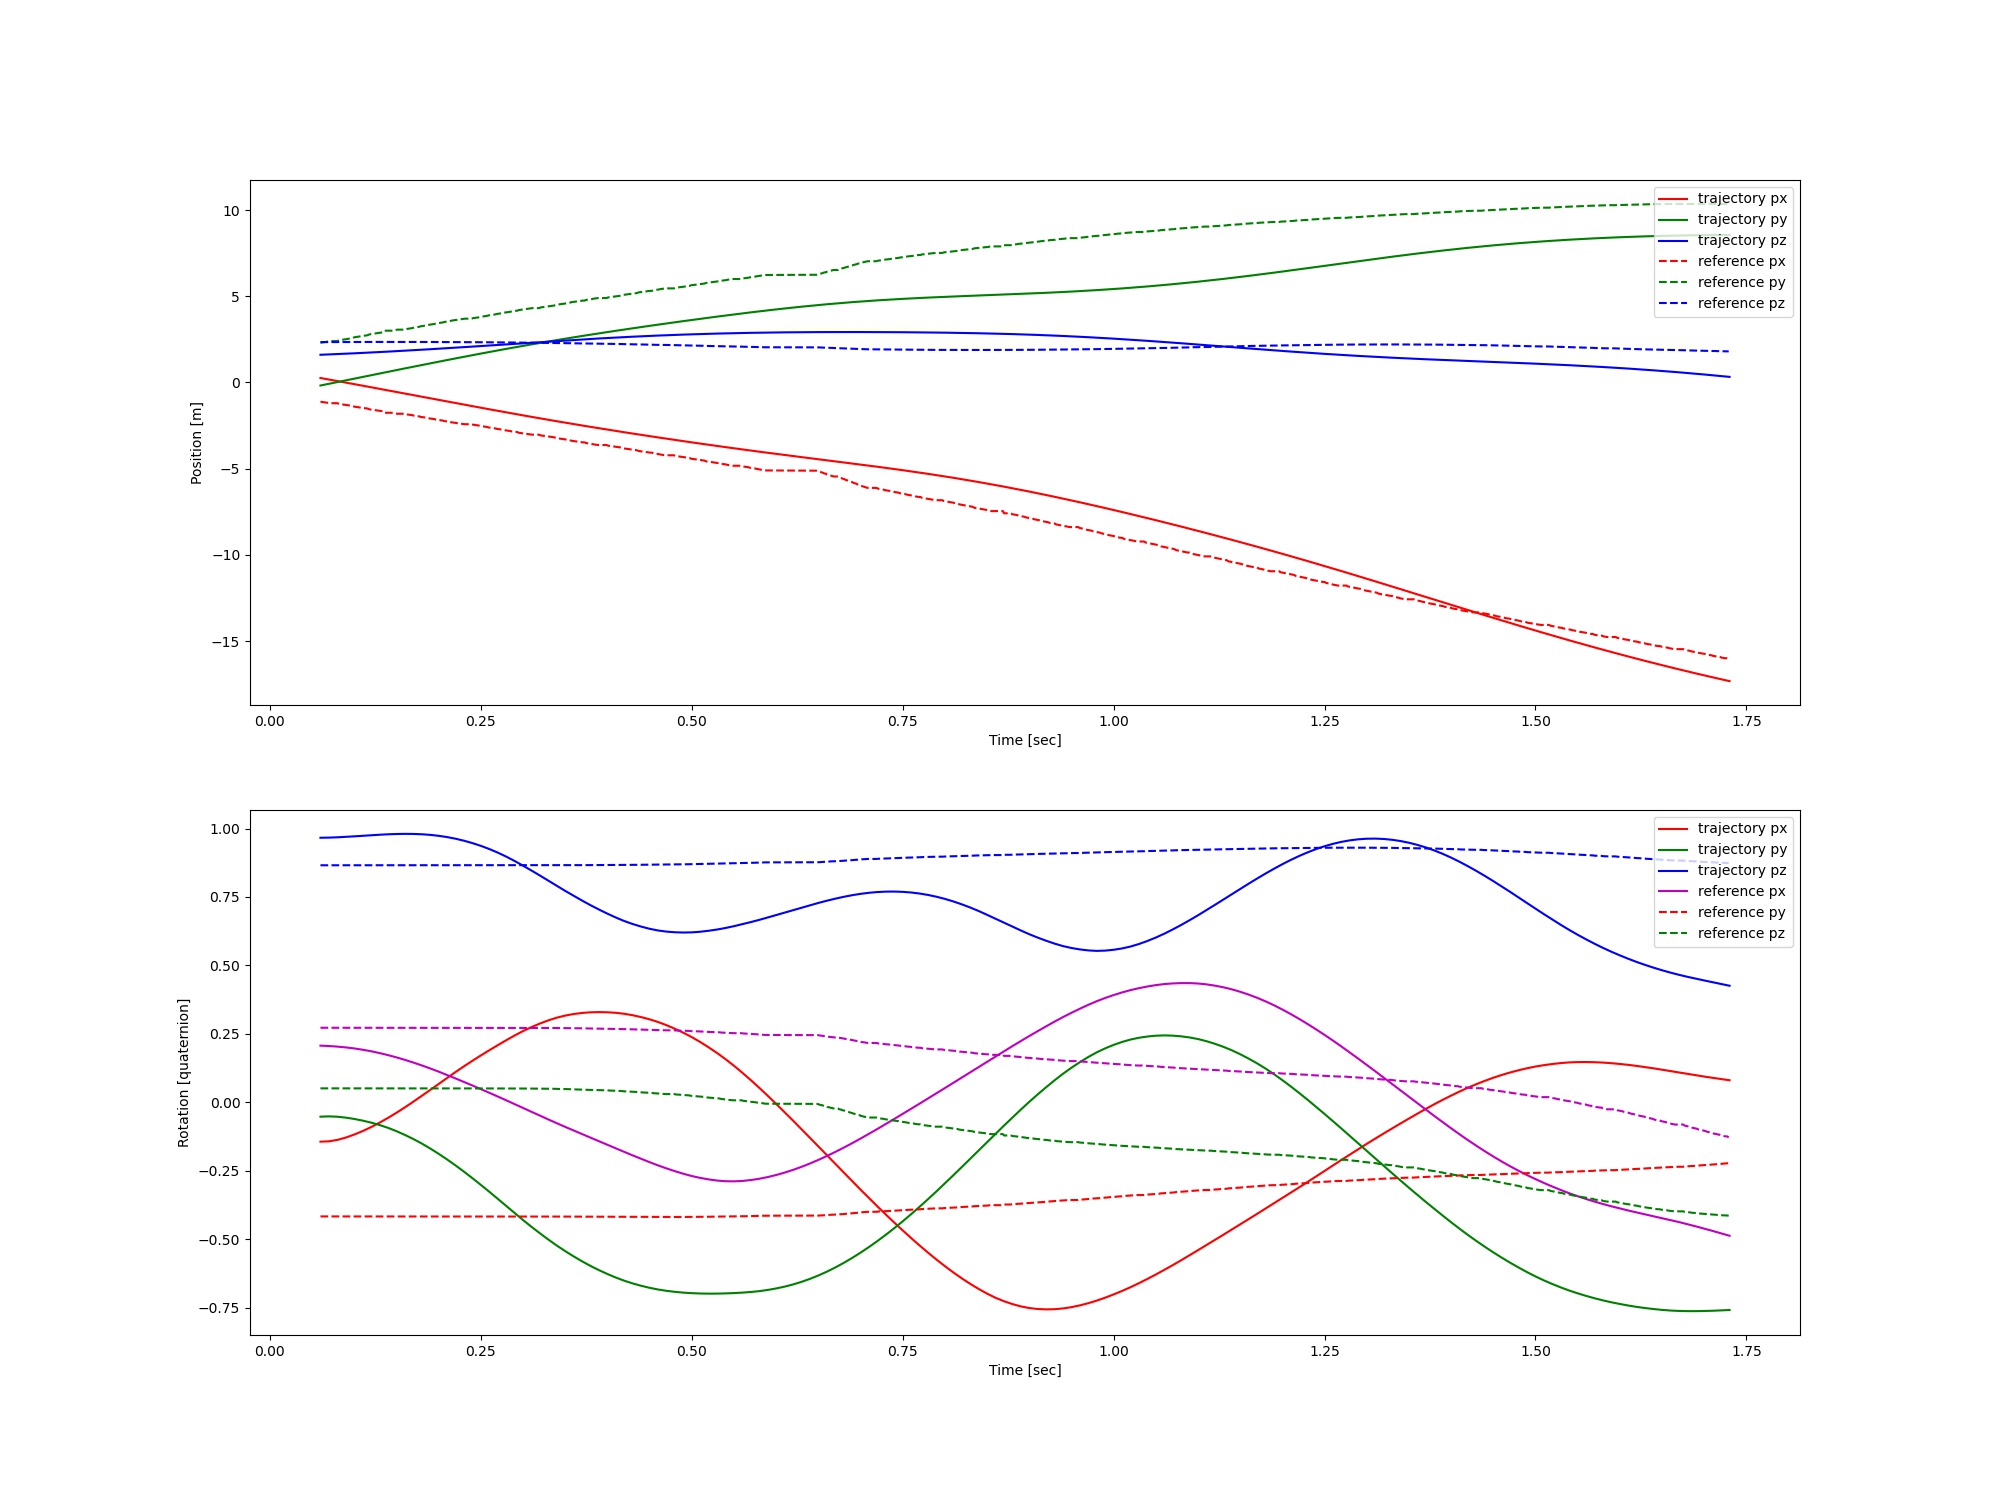 10
5
0
−5
−10
−15
Position [m]
trajectory px
trajectory py
trajectory pz
reference px
reference py
reference pz
0.00 0.25 0.50 0.75 1.00 1.25 1.50 1.75
Time [sec]
1.00
0.75
0.50
0.25
0.00
−0.25
−0.50
−0.75
Rotation [quaternion]
trajectory px
trajectory py
trajectory pz
reference px
reference py
reference pz
0.00 0.25 0.50 0.75 1.00 1.25 1.50 1.75
Time [sec]